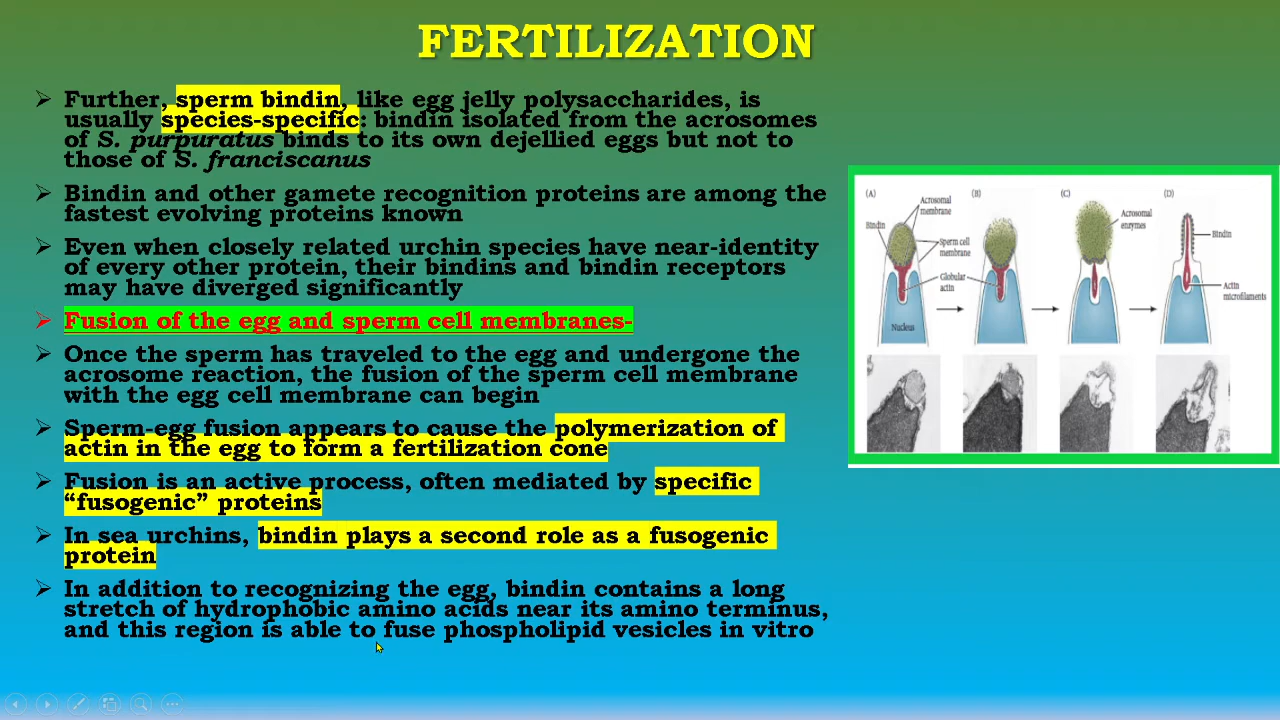 FERTILIZATION
Further, sperm bindin, like egg jelly polysaccharides, is
usually species-specific: bindin isolated from the acrosomes
of S. purpuratus binds to its own dejellied eggs but not to
those of S. franciscanus
Bindin and other gamete recognition proteins are among the
fastest evolving proteins known
Even when closely related urchin species have near-identity
of every other protein, their bindins and bindin receptors
may have diverged significantly
Fusion of the egg and sperm cell membranes-
Once the sperm has traveled to the egg and undergone the
acrosome reaction, the fusion of the sperm cell membrane
with the egg cell membrane can begin
Sperm-egg fusion appears to cause the polymerization of
actin in the egg to form a fertilization cone
Fusion is an active process, often mediated by specific
“fusogenic” proteins
In sea urchins, bindin plays a second role as a fusogenic
protein
In addition to recognizing the egg, bindin contains a long
stretch of hydrophobic amino acids near its amino terminus,
and this region is able to fuse phospholipid vesicles in vitro
(A)
Acrosomal
membrane
Bindin
Sperm cell
membrane
Globular
actin
Nucleus
(B)
(C)
Acrosomal
enzymes
(D)
Bindin
Actin
microfilaments